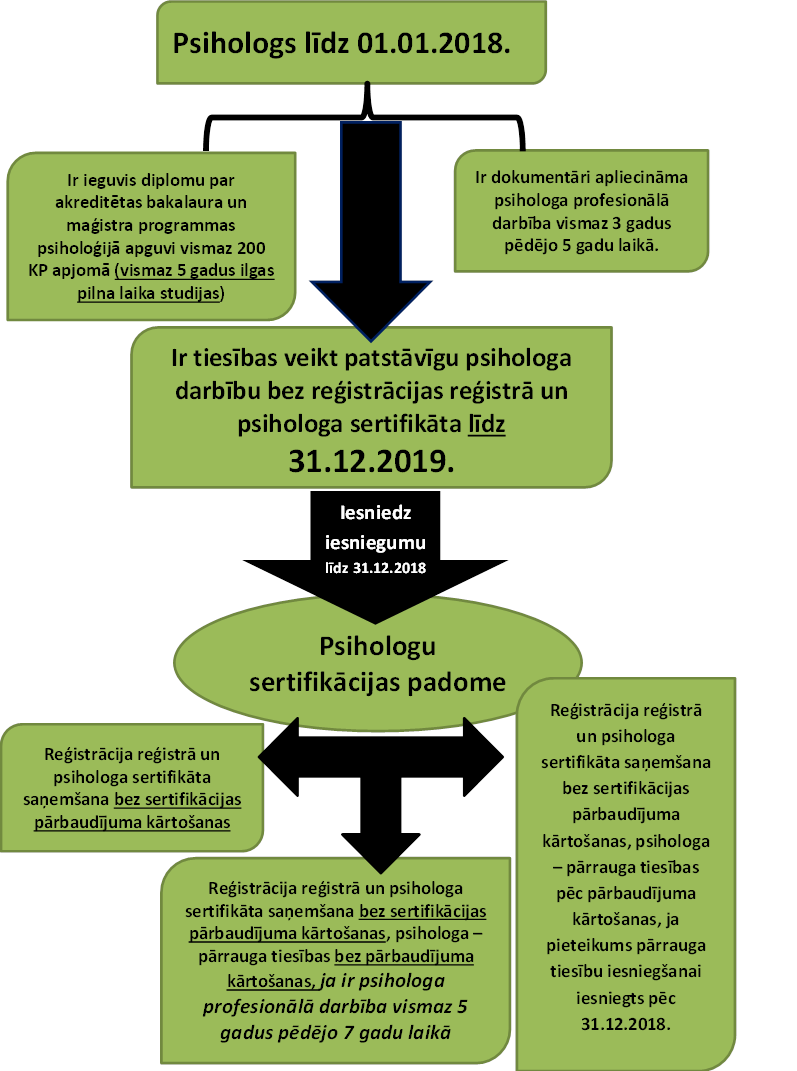 Psihologs līdz 01.01.2018.
Ir ieguvis diplomu par
akreditētas bakalaura un
maģistra programmas
psiholoģijā apguvi vismaz 200
KP apjomā (vismaz 5 gadus ilgas
pilna laika studijas)
Ir dokumentāri apliecināma
psihologa profesionālā
darbība vismaz 3 gadus
pēdējo 5 gadu laikā.
Ir tiesības veikt patstāvīgu psihologa
darbību bez reģistrācijas reģistrā un
psihologa sertifikāta līdz
31.12.2019.
Iesniedz
iesniegumu
līdz 31.12.2018
Psihologu
sertifikācijas padome
Reģistrācija reģistrā un
psihologa sertifikāta
saņemšana bez sertifikācijas
pārbaudījuma kārtošanas
Reģistrācija reģistrā un psihologa
sertifikāta saņemšana bez sertifikācijas
pārbaudījuma kārtošanas, psihologa –
pārrauga tiesības bez pārbaudījuma
kārtošanas, ja ir psihologa
profesionālā darbība vismaz 5
gadus pēdējo 7 gadu laikā
Reģistrācija reģistrā
un psihologa
sertifikāta saņemšana
bez sertifikācijas
pārbaudījuma
kārtošanas, psihologa
– pārrauga tiesības
pēc pārbaudījuma
kārtošanas, ja
pieteikums pārrauga
tiesību iesniegšanai
iesniegts pēc
31.12.2018.